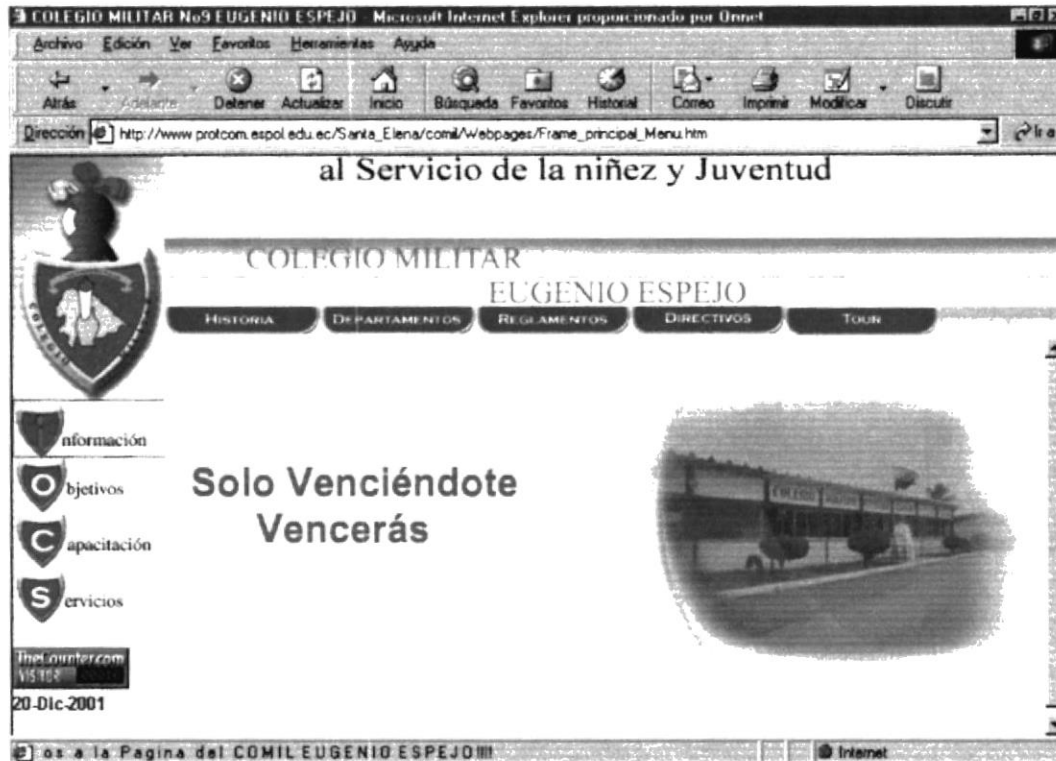 COLEGIO MILITAR No9 EUGENIO ESPEJO - Microsoft Internet Explorer proporcionado por Onnet
Archivo Edición Ver Favoritos Herramientas Ayuda
Atrás Adelante Detener Actualizar Inicio Búsqueda Favoritos Historial Correo Imprimir Modificar Discutir
Dirección http://www.protcom.espol.edu.ec/Santa_Elena/comil/Webpages/Frame_principal_Menu.htm Ir a
al Servicio de la niñez y Juventud
COLEGIO MILITAR
EUGENIO ESPEJO
HISTORIA DEPARTAMENTOS REGLAMENTOS DIRECTIVOS TOUR
COLEGIO
información
Objetivos
Capacitación
Servicios
Solo Venciéndote
Vencerás
COLEGIO
TheCounter.com
VISITOR
20-Dic-2001
os a la Pagina del COMIL EUGENIO ESPEJO!!!!
Internet